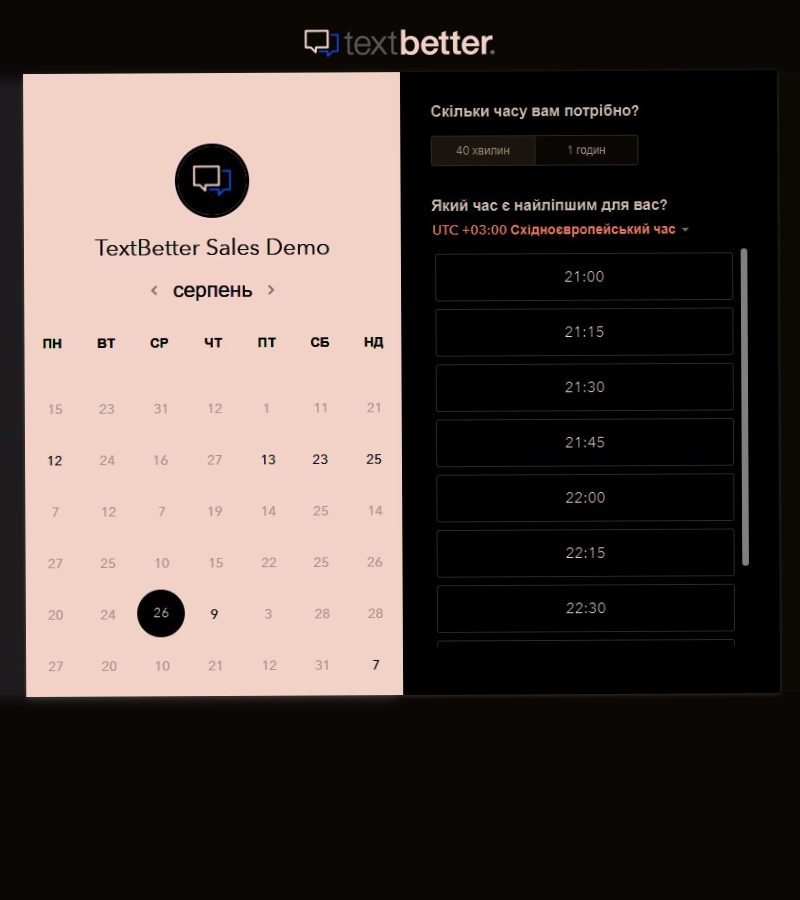 textbetter.
TextBetter Sales Demo
серпень
ПН ВТ СР ЧТ ПТ СБ НД
15 23 31 12 1 11 21
12 24 16 27 13 23 25
7 12 7 19 14 25 14
27 25 10 15 22 25 26
20 24 26 9 3 28 28
27 20 10 21 12 31 7
Скільки часу вам потрібно?
40 хвилин 1 годин
Який час є найліпшим для вас?
UTC +03:00 Східноєвропейський час
21:00
21:15
21:30
21:45
22:00
22:15
22:30